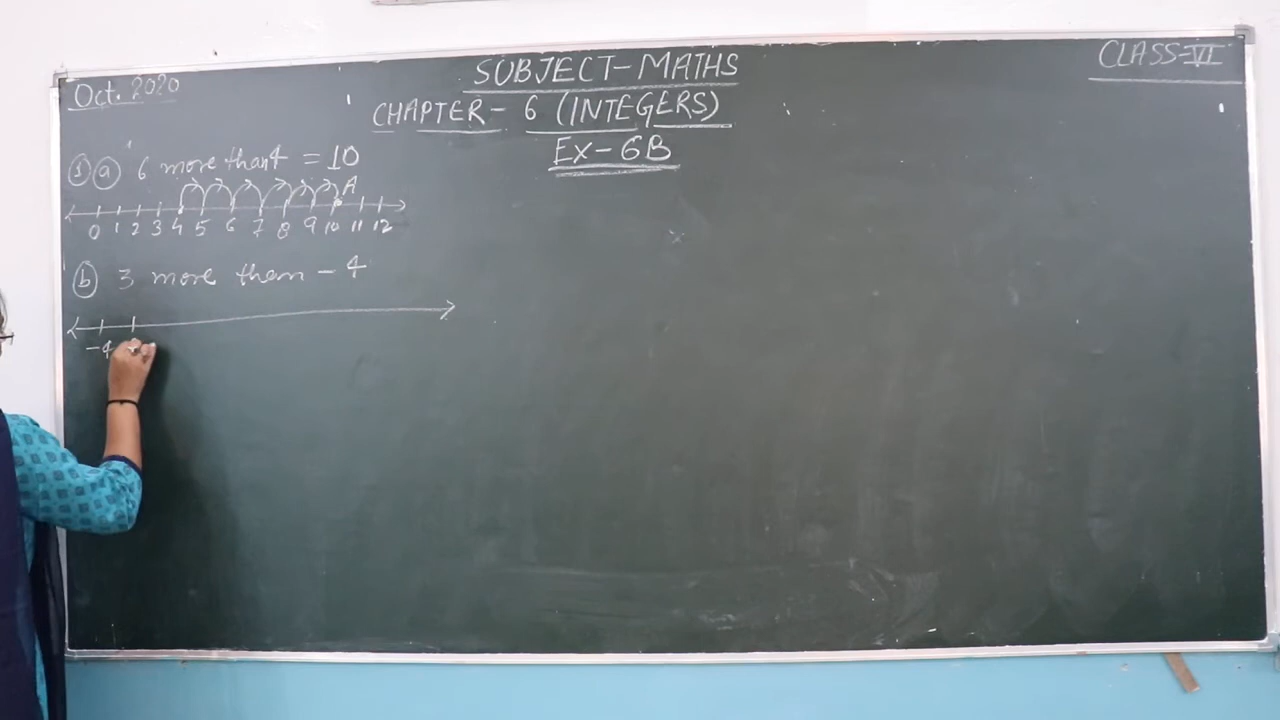 Oct. 2020
SUBJECT-MATHS
CLASS-VI
CHAPTER- 6 (INTEGERS)
EX-6B
① ⓐ 6 more than 4 = 10
A
0 1 2 3 4 5 6 7 8 9 10 11 12
ⓑ 3 more than - 4
-4